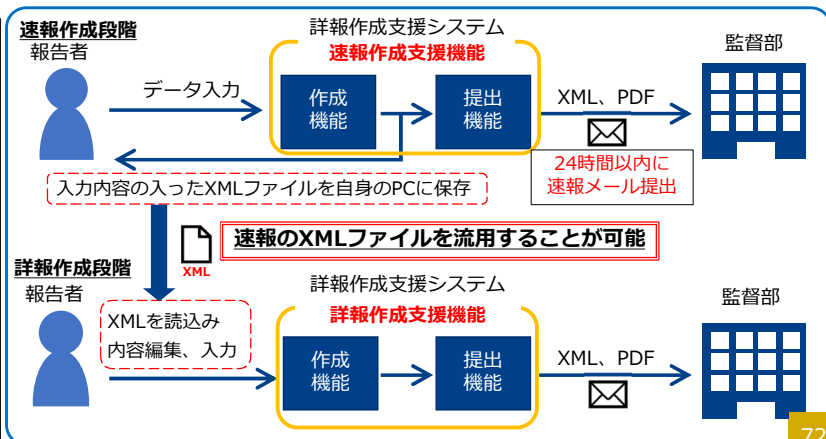 速報作成段階
報告者
詳報作成支援システム
速報作成支援機能
監督部
データ入力
作成
機能
提出
機能
XML、PDF
24時間以内に
速報メール提出
入力内容の入ったXMLファイルを自身のPCに保存
XML
速報のXMLファイルを流用することが可能
詳報作成段階
報告者
詳報作成支援システム
詳報作成支援機能
監督部
XMLを読込み
内容編集、入力
作成
機能
提出
機能
XML、PDF
72